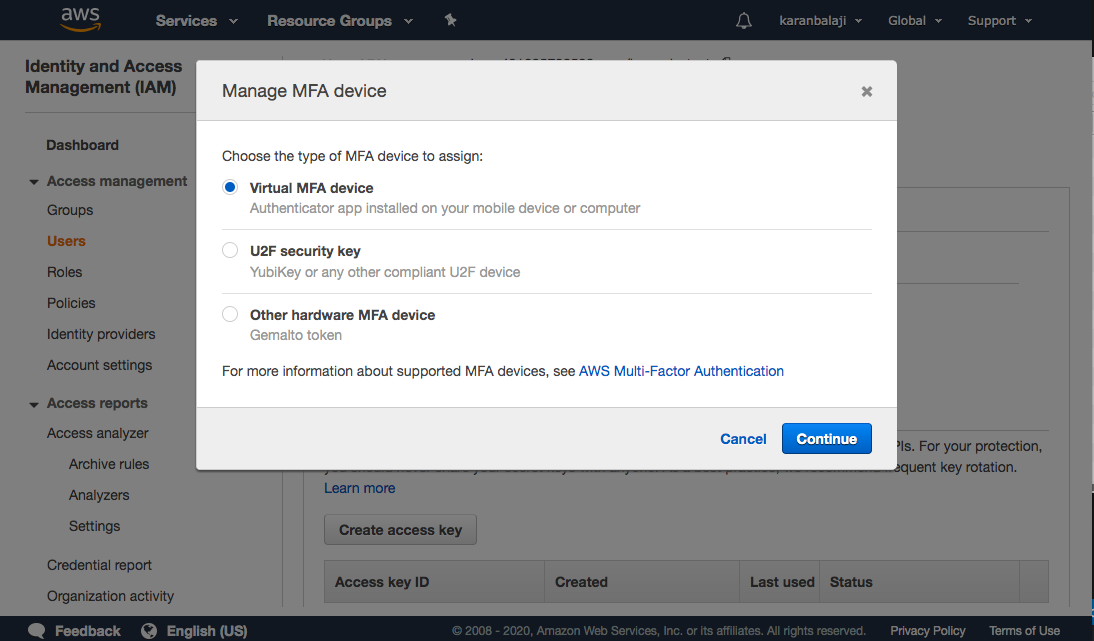 aws
Services
Resource Groups
karanbalaji
Global
Support
Identity and Access
Management (IAM)
Dashboard
Access management
Groups
Users
Roles
Policies
Identity providers
Account settings
Access reports
Access analyzer
Archive rules
Analyzers
Settings
Credential report
Organization activity
Manage MFA device
Choose the type of MFA device to assign:
Virtual MFA device
Authenticator app installed on your mobile device or computer
U2F security key
YubiKey or any other compliant U2F device
Other hardware MFA device
Gemalto token
For more information about supported MFA devices, see AWS Multi-Factor Authentication
Cancel
Continue
PIs. For your protection,
equent key rotation.
Learn more
Create access key
Access key ID
Created
Last used
Status
Feedback
English (US)
© 2008 - 2020, Amazon Web Services, Inc. or its affiliates. All rights reserved.
Privacy Policy
Terms of Use